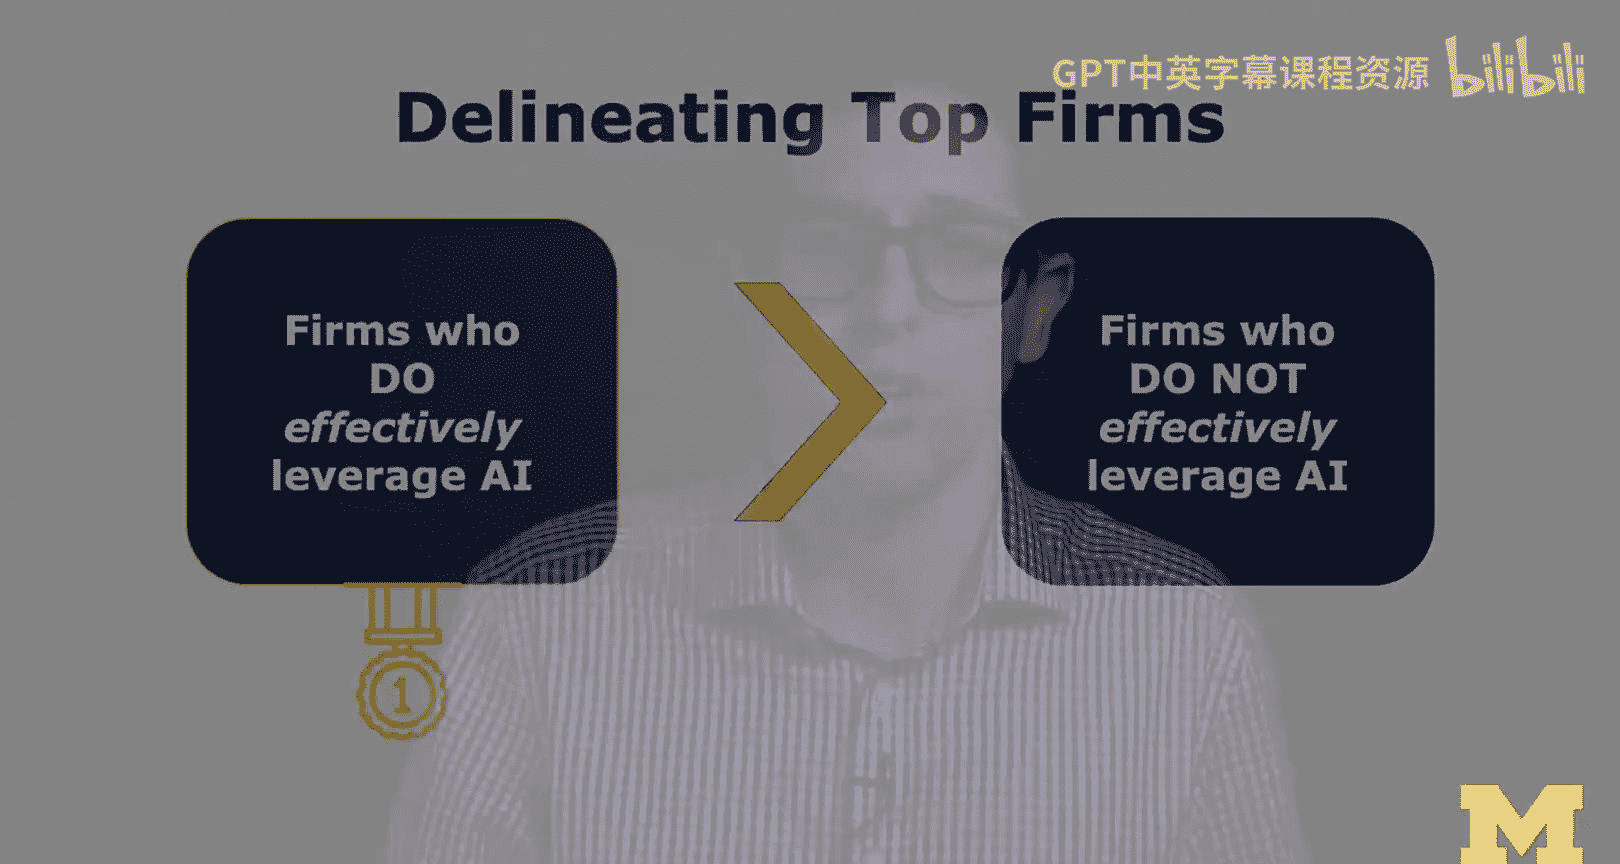 GPT中英字幕课程资源 bilibili
Delineating Top Firms
Firms who
DO
effectively
leverage AI
1
Firms who
DO NOT
effectively
leverage AI
M